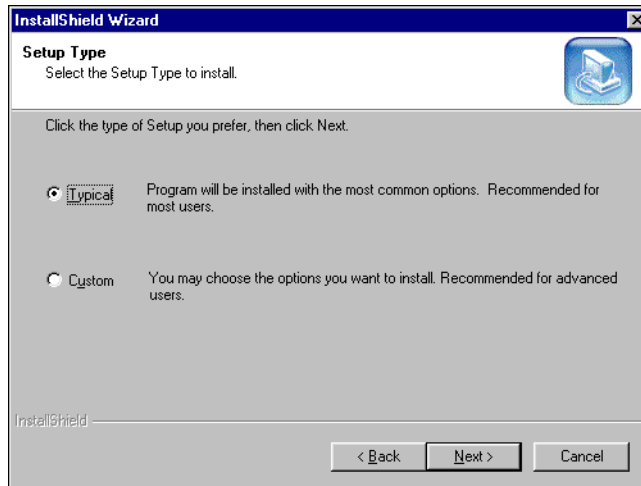 InstallShield Wizard
Setup Type
Select the Setup Type to install.
Click the type of Setup you prefer, then click Next.
Typical
Program will be installed with the most common options.  Recommended for
most users.
Custom
You may choose the options you want to install. Recommended for advanced
users.
InstallShield
< Back
Next >
Cancel